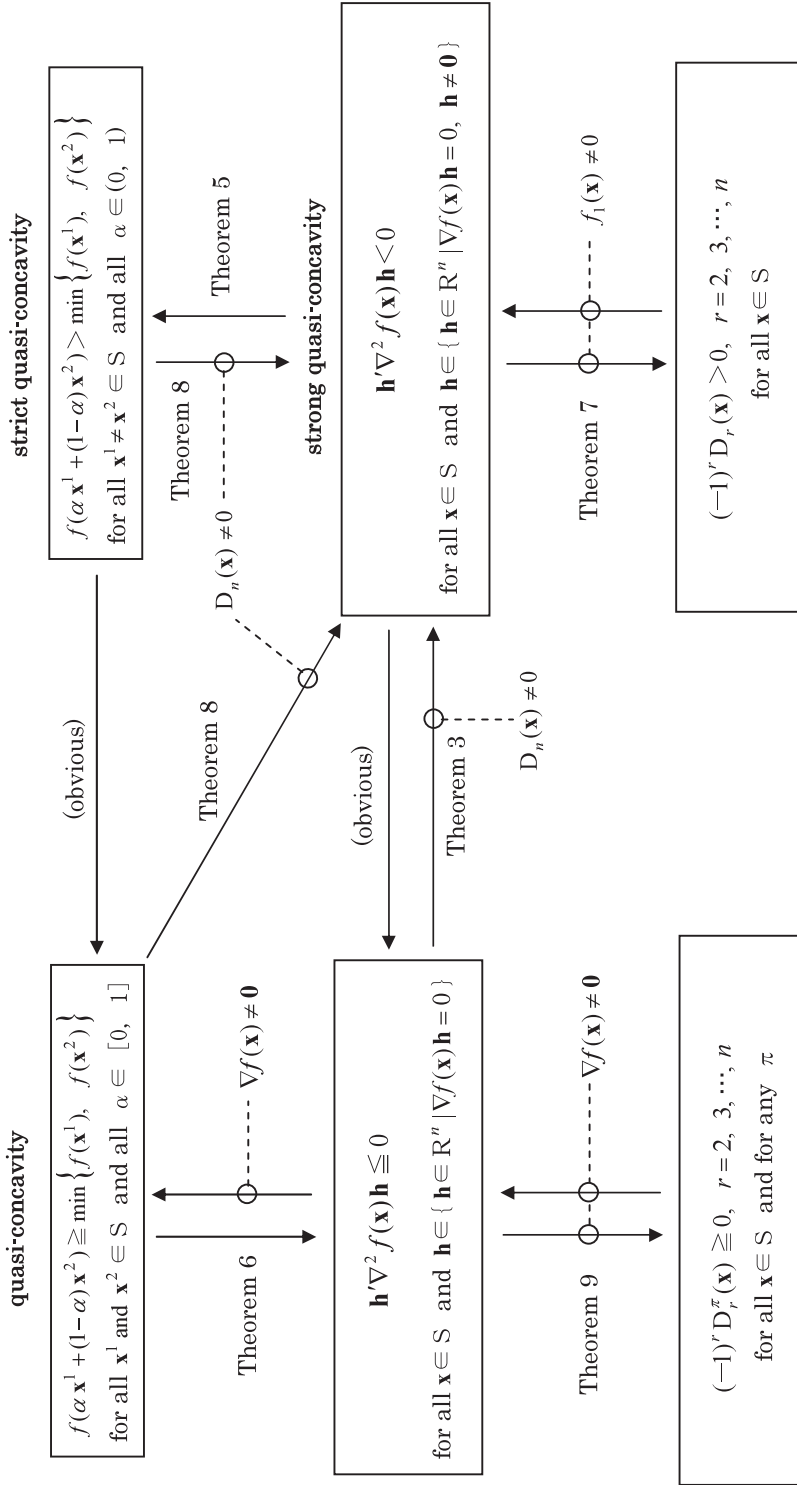 quasi-concavity
f(αx¹+(1−α)x²)≧min{f(x¹), f(x²)}
for all x¹ and x² ∈ S and all α ∈ [0, 1]
(obvious)
strict quasi-concavity
f(αx¹+(1−α)x²)>min{f(x¹), f(x²)}
for all x¹≠x² ∈ S and all α ∈(0, 1)
Theorem 6
∇f(x)≠0
Theorem 8
Dₙ(x)≠0
Theorem 8
Theorem 5
strong quasi-concavity
h′∇²f(x)h≦0
for all x∈S and h∈{h∈Rⁿ|∇f(x)h=0}
(obvious)
Theorem 3
Dₙ(x)≠0
h′∇²f(x)h<0
for all x∈S and h∈{h∈Rⁿ|∇f(x)h=0, h≠0}
Theorem 9
∇f(x)≠0
Theorem 7
f₁(x)≠0
(−1)ʳDᵣ^π(x)≧0, r=2, 3, ⋯, n
for all x∈S and for any π
(−1)ʳDᵣ(x)>0, r=2, 3, ⋯, n
for all x∈S